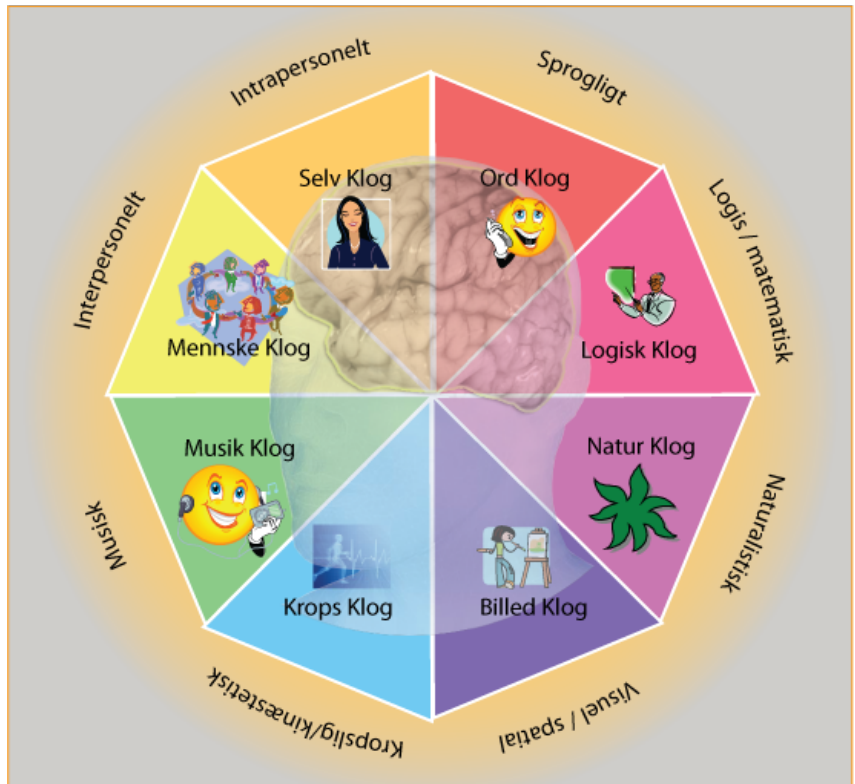 Intrapersonelt
Sprogligt
Selv Klog
Ord Klog
Interpersonelt
Logis / matematisk
Mennske Klog
Logisk Klog
Musik Klog
Natur Klog
Musisk
Naturalistisk
Krops Klog
Billed Klog
Kropslig/kinæstetisk
Visuel / spatial